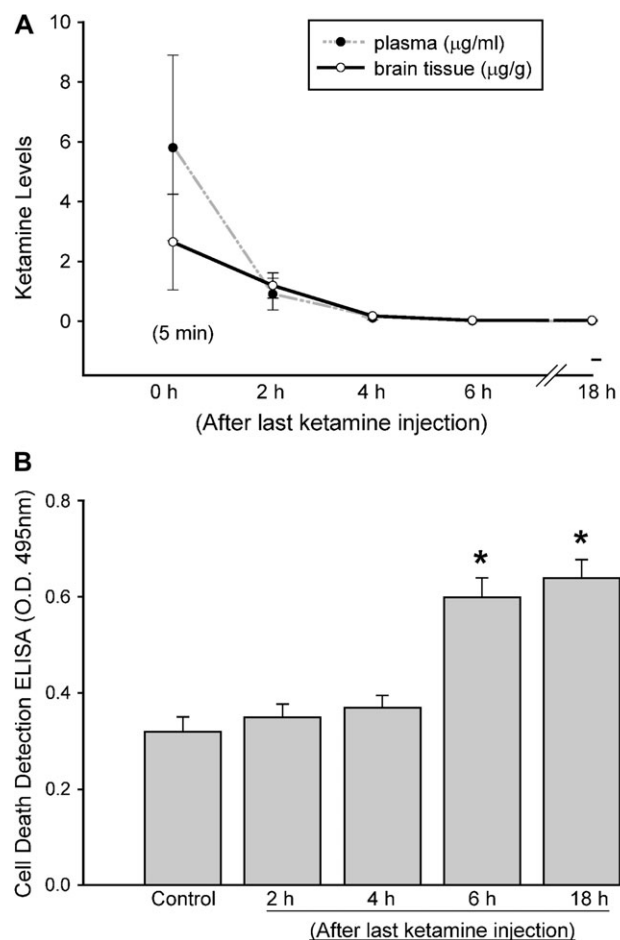 A
10
plasma (μg/ml)
brain tissue (μg/g)
8
6
4
2
0
Ketamine Levels
(5 min)
0 h 2 h 4 h 6 h 18 h
(After last ketamine injection)
B
0.8
0.6
0.4
0.2
0.0
Cell Death Detection ELISA (O.D. 495nm)
* *
Control 2 h 4 h 6 h 18 h
(After last ketamine injection)